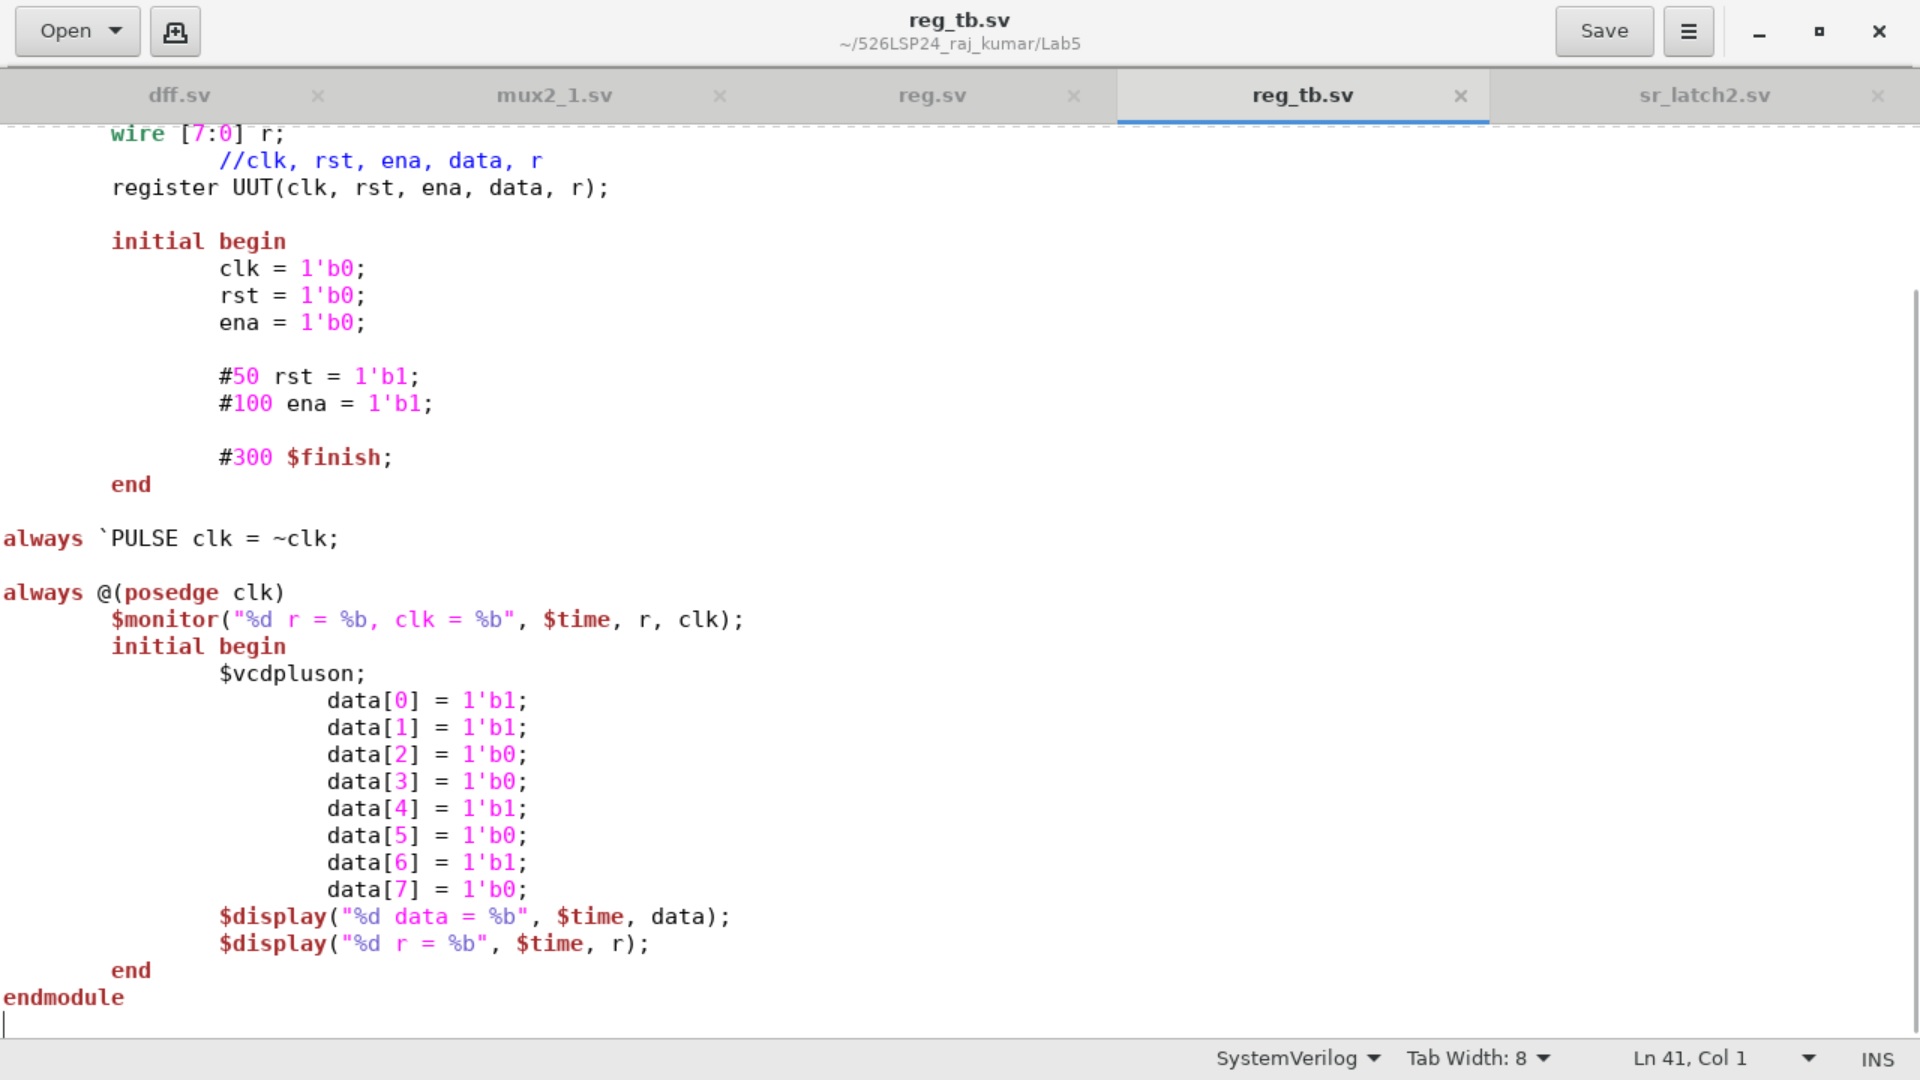 Open
reg_tb.sv
~/526LSP24_raj_kumar/Lab5
Save
dff.sv
mux2_1.sv
reg.sv
reg_tb.sv
sr_latch2.sv
wire [7:0] r;
//clk, rst, ena, data, r
register UUT(clk, rst, ena, data, r);
initial begin
clk = 1'b0;
rst = 1'b0;
ena = 1'b0;
#50 rst = 1'b1;
#100 ena = 1'b1;
#300 $finish;
end
always `PULSE clk = ~clk;
always @(posedge clk)
$monitor("%d r = %b, clk = %b", $time, r, clk);
initial begin
$vcdpluson;
data[0] = 1'b1;
data[1] = 1'b1;
data[2] = 1'b0;
data[3] = 1'b0;
data[4] = 1'b1;
data[5] = 1'b0;
data[6] = 1'b1;
data[7] = 1'b0;
$display("%d data = %b", $time, data);
$display("%d r = %b", $time, r);
end
endmodule
SystemVerilog
Tab Width: 8
Ln 41, Col 1
INS